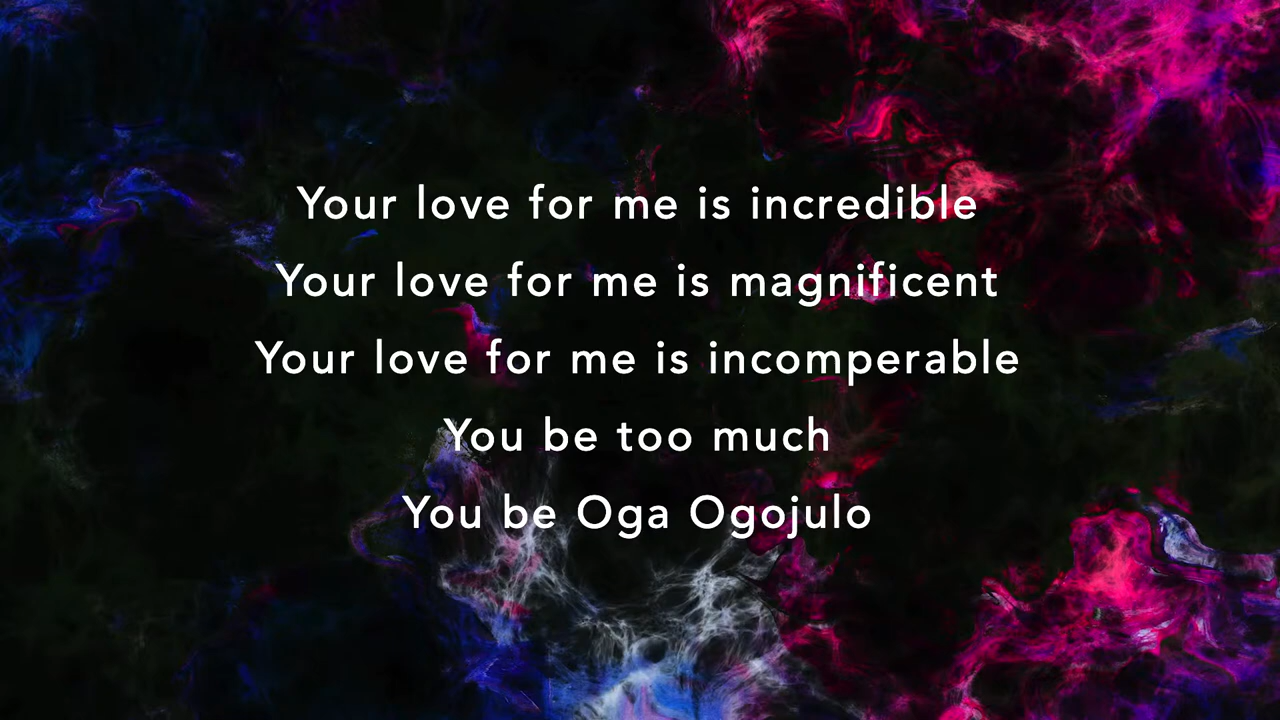 Your love for me is incredible
Your love for me is magnificent
Your love for me is incomperable
You be too much
You be Oga Ogojulo